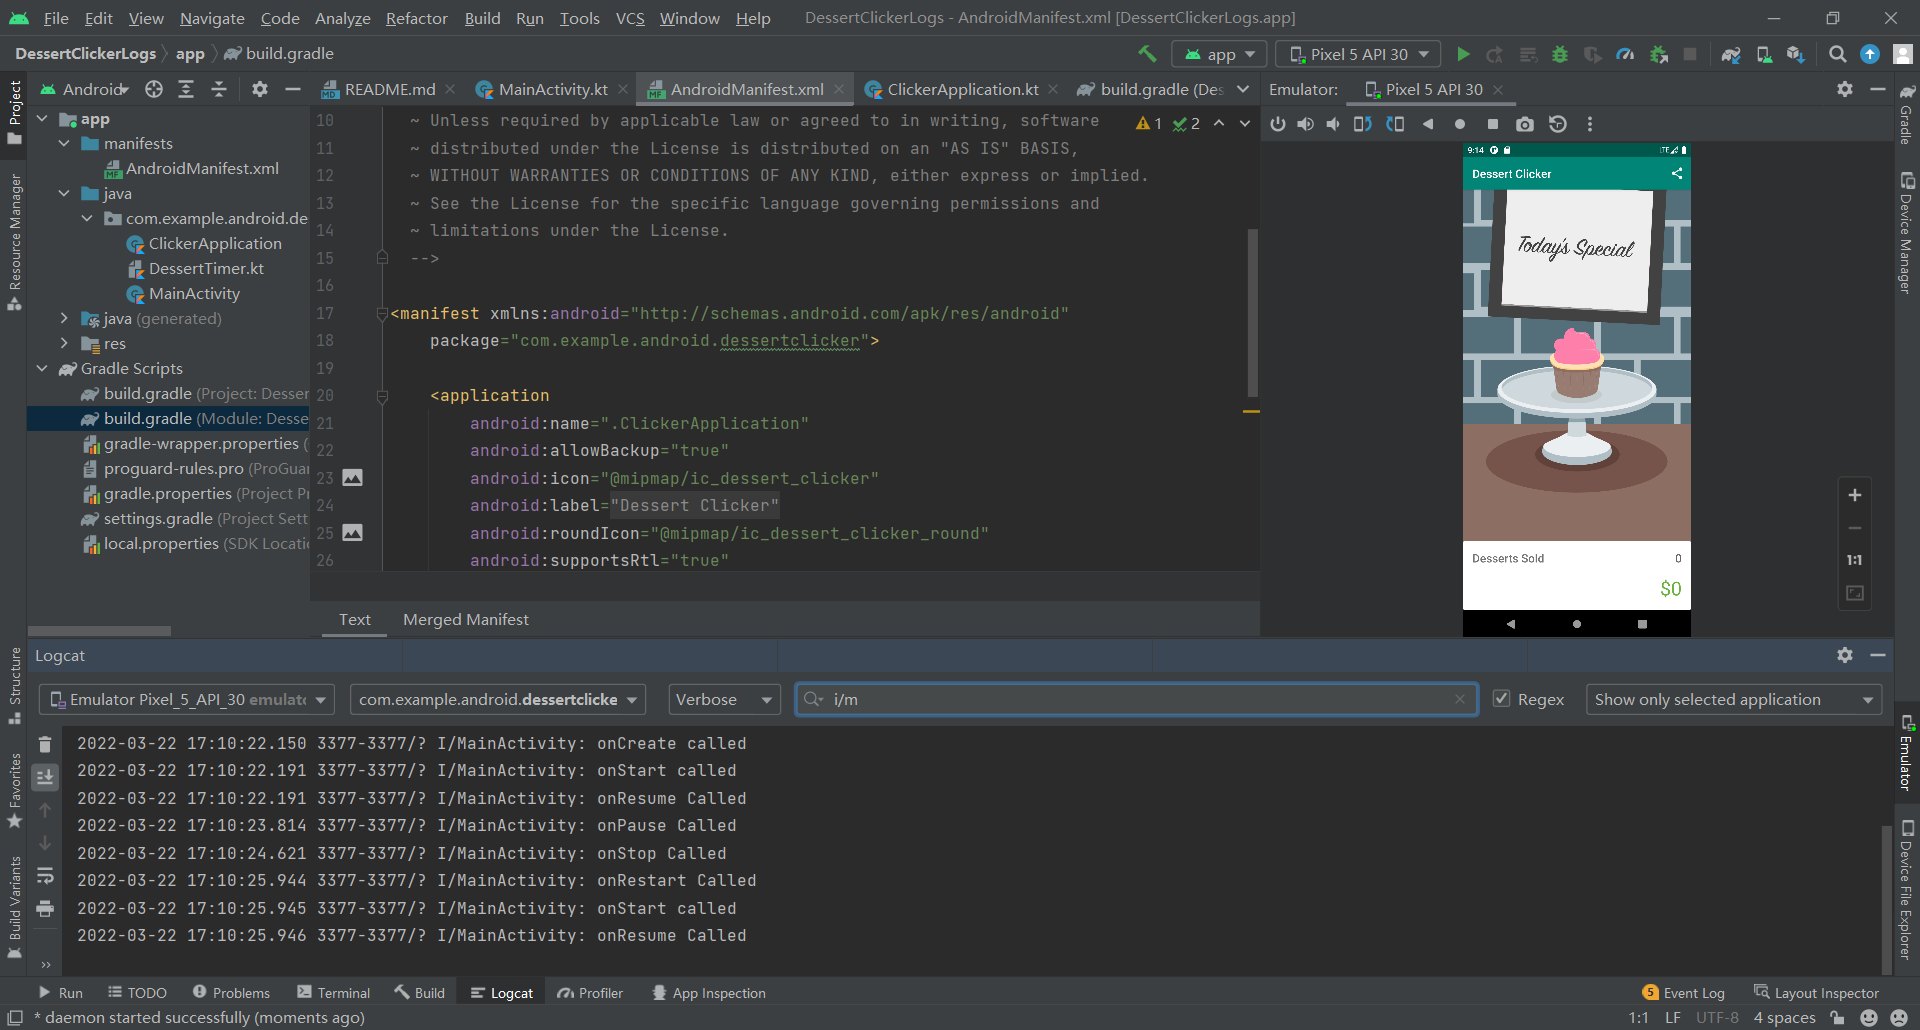 File Edit View Navigate Code Analyze Refactor Build Run Tools VCS Window Help DessertClickerLogs - AndroidManifest.xml [DessertClickerLogs.app]
DessertClickerLogs app build.gradle app Pixel 5 API 30
Project
Resource Manager
Structure
Favorites
Build Variants
Android
app
manifests
AndroidManifest.xml
java
com.example.android.de
ClickerApplication
DessertTimer.kt
MainActivity
java (generated)
res
Gradle Scripts
build.gradle (Project: Desser
build.gradle (Module: Desse
gradle-wrapper.properties (
proguard-rules.pro (ProGua
gradle.properties (Project Pr
settings.gradle (Project Sett
local.properties (SDK Locati
README.md MainActivity.kt AndroidManifest.xml ClickerApplication.kt build.gradle (Des
1 2
10 ~ Unless required by applicable law or agreed to in writing, software
11 ~ distributed under the License is distributed on an "AS IS" BASIS,
12 ~ WITHOUT WARRANTIES OR CONDITIONS OF ANY KIND, either express or implied.
13 ~ See the License for the specific language governing permissions and
14 ~ limitations under the License.
15 -->
16
17 <manifest xmlns:android="http://schemas.android.com/apk/res/android"
18 package="com.example.android.dessertclicker">
19
20 <application
21 android:name=".ClickerApplication"
22 android:allowBackup="true"
23 android:icon="@mipmap/ic_dessert_clicker"
24 android:label="Dessert Clicker"
25 android:roundIcon="@mipmap/ic_dessert_clicker_round"
26 android:supportsRtl="true"
Text Merged Manifest
Emulator: Pixel 5 API 30
9:14 LTE
Dessert Clicker
Today's Special
Desserts Sold 0
$0
1:1
Gradle
Device Manager
Emulator
Device File Explorer
Logcat
Emulator Pixel_5_API_30 emulat com.example.android.dessertclicke Verbose i/m Regex Show only selected application
2022-03-22 17:10:22.150 3377-3377/? I/MainActivity: onCreate called
2022-03-22 17:10:22.191 3377-3377/? I/MainActivity: onStart called
2022-03-22 17:10:22.191 3377-3377/? I/MainActivity: onResume Called
2022-03-22 17:10:23.814 3377-3377/? I/MainActivity: onPause Called
2022-03-22 17:10:24.621 3377-3377/? I/MainActivity: onStop Called
2022-03-22 17:10:25.944 3377-3377/? I/MainActivity: onRestart Called
2022-03-22 17:10:25.945 3377-3377/? I/MainActivity: onStart called
2022-03-22 17:10:25.946 3377-3377/? I/MainActivity: onResume Called
Run TODO Problems Terminal Build Logcat Profiler App Inspection 5 Event Log Layout Inspector
* daemon started successfully (moments ago) 1:1 LF UTF-8 4 spaces